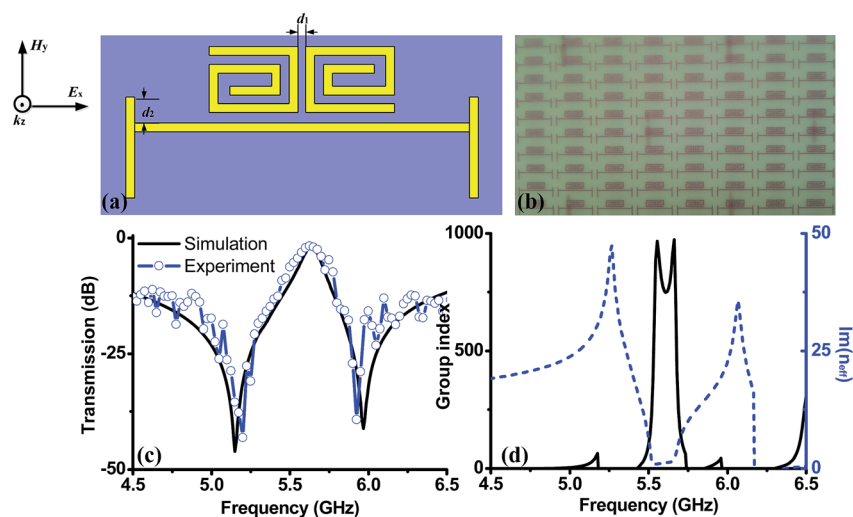 d1
Hy
Ex
kz
d2
(a)
(b)
0
-25
-50
Transmission (dB)
Simulation
Experiment
(c)
4.5 5.0 5.5 6.0 6.5
Frequency (GHz)
1000
500
0
Group index
50
25
0
Im(neff)
(d)
4.5 5.0 5.5 6.0 6.5
Frequency (GHz)